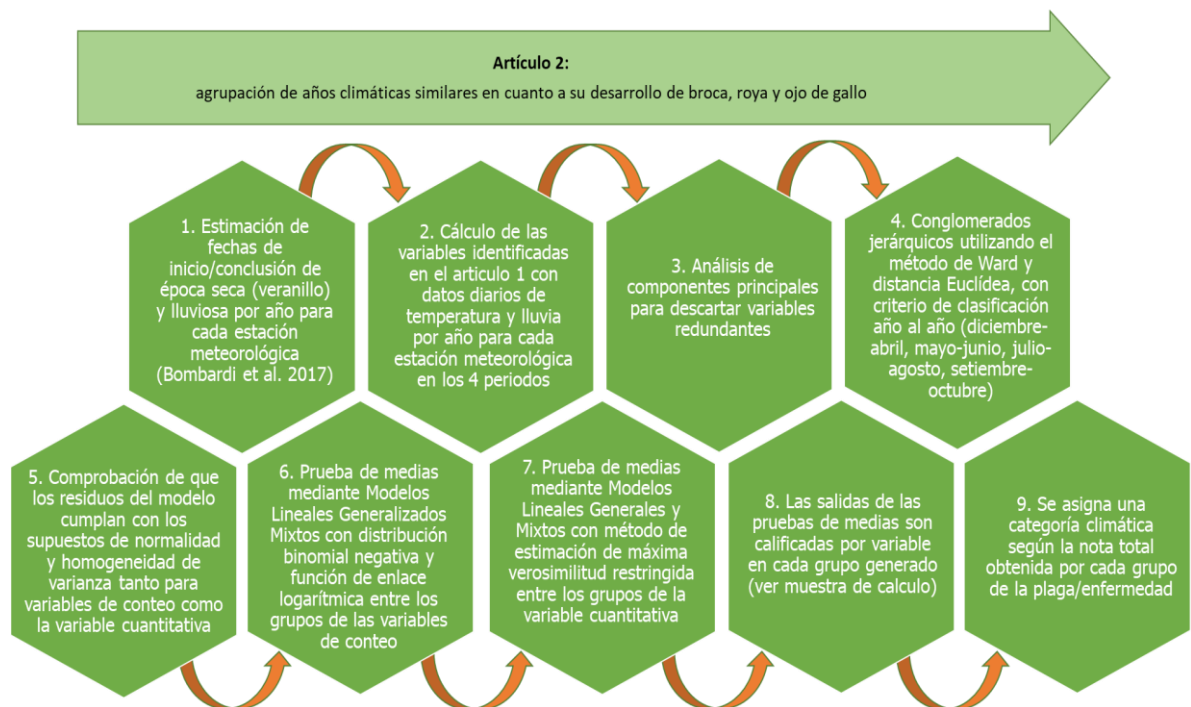 Artículo 2:
agrupación de años climáticas similares en cuanto a su desarrollo de broca, roya y ojo de gallo
1. Estimación de
fechas de
inicio/conclusión de
época seca (veranillo)
y lluviosa por año para
cada estación
meteorológica
(Bombardi et al. 2017)
2. Cálculo de las
variables identificadas
en el articulo 1 con
datos diarios de
temperatura y lluvia
por año para cada
estación meteorológica
en los 4 periodos
3. Análisis de
componentes principales
para descartar variables
redundantes
4. Conglomerados
jerárquicos utilizando el
método de Ward y
distancia Euclídea, con
criterio de clasificación
año al año (diciembre-
abril, mayo-junio, julio-
agosto, setiembre-
octubre)
5. Comprobación de que
los residuos del modelo
cumplan con los
supuestos de normalidad
y homogeneidad de
varianza tanto para
variables de conteo como
la variable cuantitativa
6. Prueba de medias
mediante Modelos
Lineales Generalizados
Mixtos con distribución
binomial negativa y
función de enlace
logarítmica entre los
grupos de las variables
de conteo
7. Prueba de medias
mediante Modelos
Lineales Generales y
Mixtos con método de
estimación de máxima
verosimilitud restringida
entre los grupos de la
variable cuantitativa
8. Las salidas de las
pruebas de medias son
calificadas por variable
en cada grupo generado
(ver muestra de calculo)
9. Se asigna una
categoría climática
según la nota total
obtenida por cada grupo
de la plaga/enfermedad